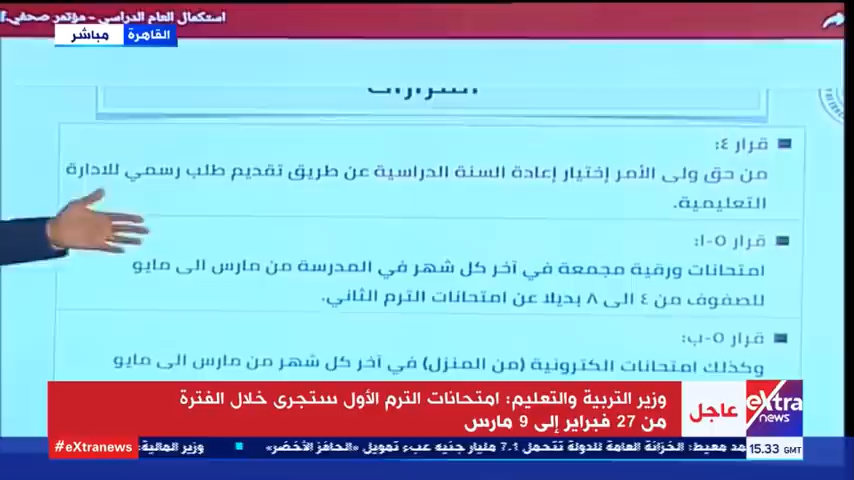 استكمال العام الدراسي - مؤتمر صحفي
مباشر
القاهرة
القرارات
قرار ٤:
من حق ولى الأمر إختيار إعادة السنة الدراسية عن طريق تقديم طلب رسمي للادارة
التعليمية.
قرار ٥-ا:
امتحانات ورقية مجمعة في آخر كل شهر في المدرسة من مارس الى مايو
للصفوف من ٤ الى ٨ بديلا عن امتحانات الترم الثاني.
قرار ٥-ب:
وكذلك امتحانات الكترونية (من المنزل) في آخر كل شهر من مارس الى مايو
وزير التربية والتعليم: امتحانات الترم الأول ستجرى خلال الفترة
من 27 فبراير إلى 9 مارس
عاجل
eXtra
news
#eXtranews
مد معيط: الخزانة العامة للدولة تتحمل 7.1 مليار جنيه عبء تمويل «الحافز الأخضر»
وزير المالية:
15.33 GMT